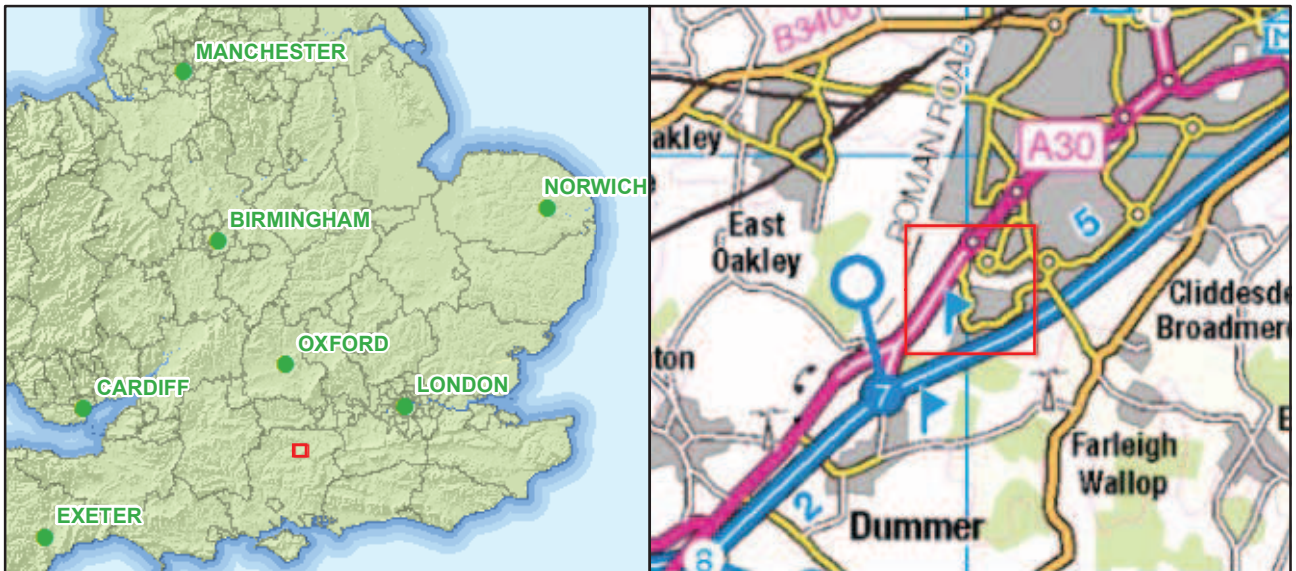 MANCHESTER
NORWICH
BIRMINGHAM
OXFORD
CARDIFF
LONDON
EXETER
B3400
ROMAN ROAD
akley
A30
East
Oakley
5
Cliddesde
Broadmere
ton
7
Farleigh
Wallop
2
Dummer
8